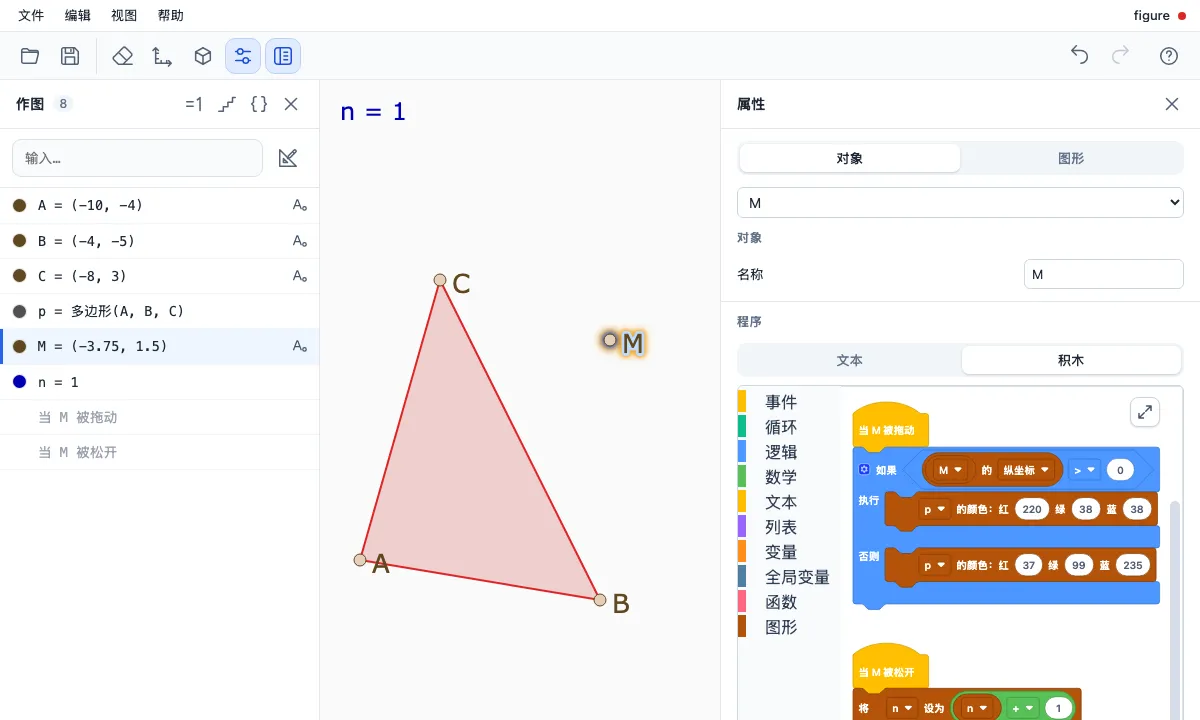 文件 编辑 视图 帮助 figure
作图 8 =1 {}
输入…
A = (−10, −4)
B = (−4, −5)
C = (−8, 3)
p = 多边形(A, B, C)
M = (−3.75, 1.5)
n = 1
当 M 被拖动
当 M 被松开
n = 1
C
M
A
B
属性
对象 图形
M
对象
名称 M
程序
文本 积木
事件
循环
逻辑
数学
文本
列表
变量
全局变量
函数
图形
当 M 被拖动
如果 M 的 纵坐标 > 0
执行 p 的颜色: 红 220 绿 38 蓝 38
否则 p 的颜色: 红 37 绿 99 蓝 235
当 M 被松开
将 n 设为 n + 1